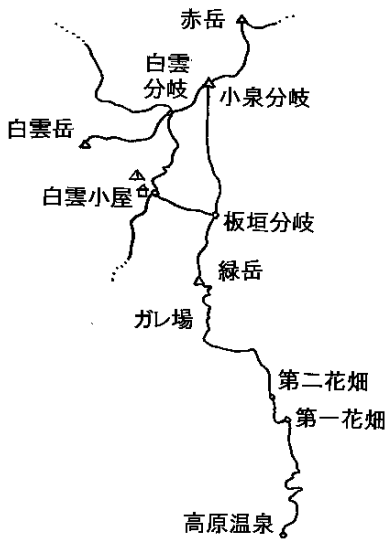 赤岳
白雲
分岐
小泉分岐
白雲岳
白雲小屋
板垣分岐
緑岳
ガレ場
第二花畑
第一花畑
高原温泉